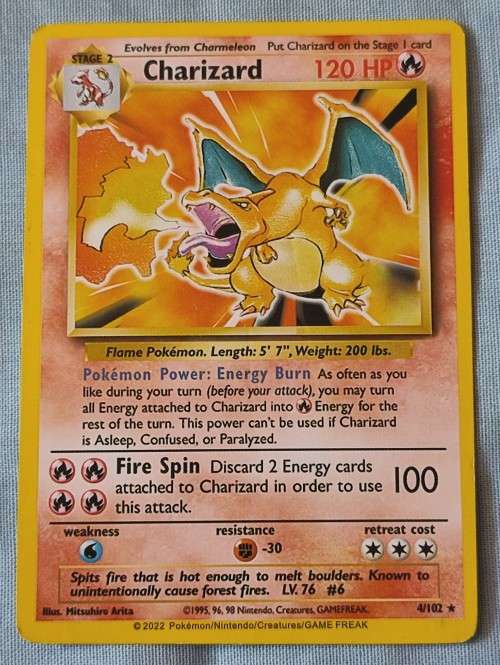 Evolves from Charmeleon Put Charizard on the Stage 1 card
STAGE 2
Charizard 120 HP
Flame Pokémon. Length: 5' 7", Weight: 200 lbs.
Pokémon Power: Energy Burn As often as you
like during your turn (before your attack), you may turn
all Energy attached to Charizard into Energy for the
rest of the turn. This power can't be used if Charizard
is Asleep, Confused, or Paralyzed.
Fire Spin Discard 2 Energy cards
attached to Charizard in order to use 100
this attack.
weakness resistance retreat cost
-30
Spits fire that is hot enough to melt boulders. Known to
unintentionally cause forest fires. LV. 76 #6
Illus. Mitsuhiro Arita ©1995, 96, 98 Nintendo, Creatures, GAMEFREAK. 4/102 ★
© 2022 Pokémon/Nintendo/Creatures/GAME FREAK